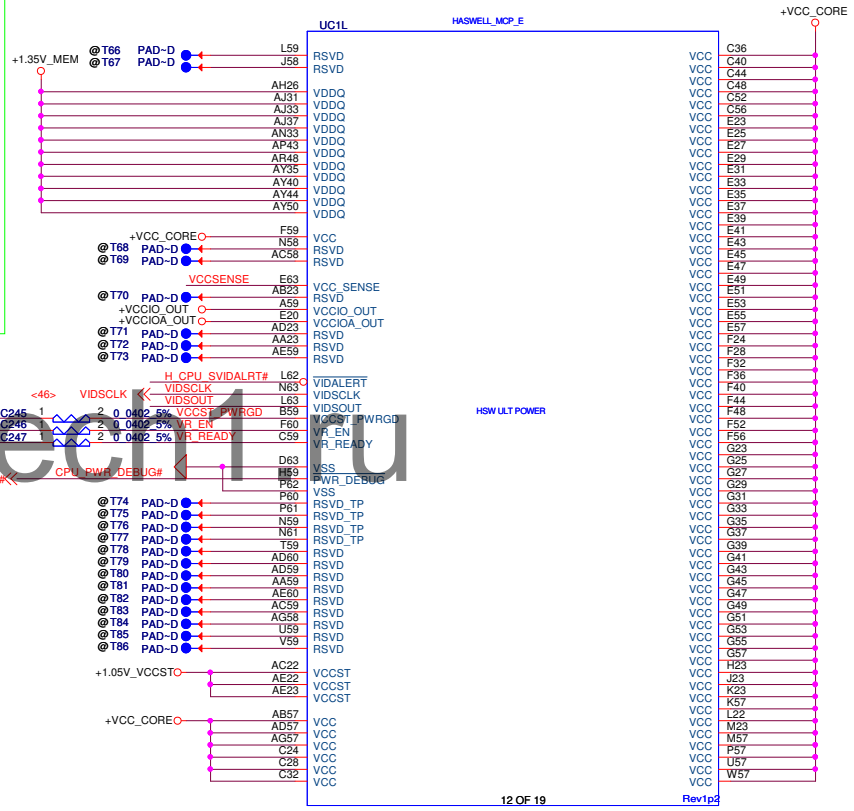 UC1L
HASWELL_MCP_E
+VCC_CORE
+1.35V_MEM
@ T66 PAD~D L59 RSVD
@ T67 PAD~D J58 RSVD
AH26 VDDQ
AJ31 VDDQ
AJ33 VDDQ
AJ37 VDDQ
AN33 VDDQ
AP43 VDDQ
AR48 VDDQ
AY35 VDDQ
AY40 VDDQ
AY44 VDDQ
AY50 VDDQ
+VCC_CORE F59 VCC
@ T68 PAD~D N58 RSVD
@ T69 PAD~D AC58 RSVD
VCCSENSE E63 VCC_SENSE
@ T70 PAD~D AB23 RSVD
+VCCIO_OUT A59 VCCIO_OUT
+VCCIOA_OUT E20 VCCIOA_OUT
@ T71 PAD~D AD23 RSVD
@ T72 PAD~D AA23 RSVD
@ T73 PAD~D AE59 RSVD
H_CPU_SVIDALRT# L62 VIDALERT
<46> VIDSCLK VIDSCLK N63 VIDSCLK
VIDSOUT L63 VIDSOUT
C245 1 2 0_0402_5% VCCST_PWRGD B59 VCCST_PWRGD
C246 1 2 0_0402_5% VR_EN F60 VR_EN
C247 1 2 0_0402_5% VR_READY C59 VR_READY
D63 VSS
# CPU_PWR_DEBUG# H59 PWR_DEBUG
P62 VSS
@ T74 PAD~D P60 RSVD_TP
@ T75 PAD~D P61 RSVD_TP
@ T76 PAD~D N59 RSVD_TP
@ T77 PAD~D N61 RSVD_TP
@ T78 PAD~D T59 RSVD
@ T79 PAD~D AD60 RSVD
@ T80 PAD~D AD59 RSVD
@ T81 PAD~D AA59 RSVD
@ T82 PAD~D AE60 RSVD
@ T83 PAD~D AC59 RSVD
@ T84 PAD~D AG58 RSVD
@ T85 PAD~D U59 RSVD
@ T86 PAD~D V59 RSVD
+1.05V_VCCST AC22 VCCST
AE22 VCCST
AE23 VCCST
+VCC_CORE AB57 VCC
AD57 VCC
AG57 VCC
C24 VCC
C28 VCC
C32 VCC
HSW ULT POWER
VCC C36
VCC C40
VCC C44
VCC C48
VCC C52
VCC C56
VCC E23
VCC E25
VCC E27
VCC E29
VCC E31
VCC E33
VCC E35
VCC E37
VCC E39
VCC E41
VCC E43
VCC E45
VCC E47
VCC E49
VCC E51
VCC E53
VCC E55
VCC E57
VCC F24
VCC F28
VCC F32
VCC F36
VCC F40
VCC F44
VCC F48
VCC F52
VCC F56
VCC G23
VCC G25
VCC G27
VCC G29
VCC G31
VCC G33
VCC G35
VCC G37
VCC G39
VCC G41
VCC G43
VCC G45
VCC G47
VCC G49
VCC G51
VCC G53
VCC G55
VCC G57
VCC H23
VCC J23
VCC K23
VCC K57
VCC L22
VCC M23
VCC M57
VCC P57
VCC U57
VCC W57
12 OF 19
Rev1p2
ech1.ru